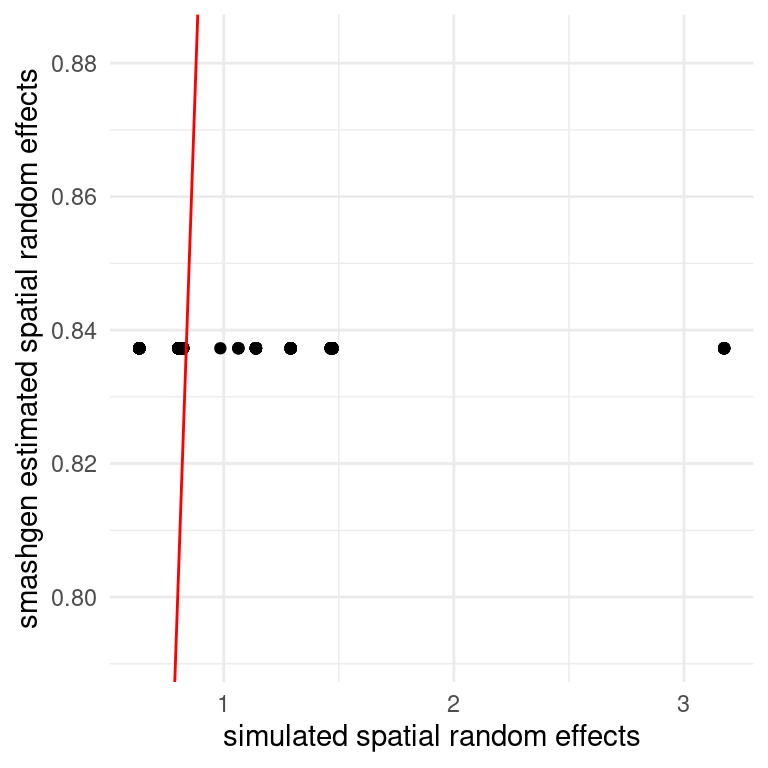 smashgen estimated spatial random effects
0.88
0.86
0.84
0.82
0.80
1 2 3
simulated spatial random effects